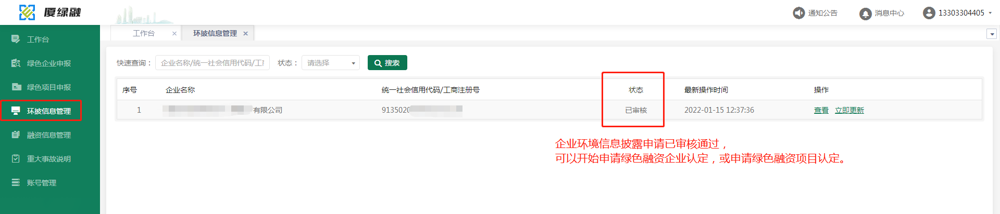 厦绿融
通知公告
消息中心
13303304405
工作台
绿色企业申报
绿色项目申报
环披信息管理
融资信息管理
重大事故说明
账号管理
工作台 ×
环披信息管理 ×
快速查询： 企业名称/统一社会信用代码/工商 状态： 请选择 搜索
序号 企业名称 统一社会信用代码/工商注册号 状态 最新操作时间 操作
1 有限公司 9135020 已审核 2022-01-15 12:37:36 查看 立即更新
企业环境信息披露申请已审核通过，
可以开始申请绿色融资企业认定，或申请绿色融资项目认定。